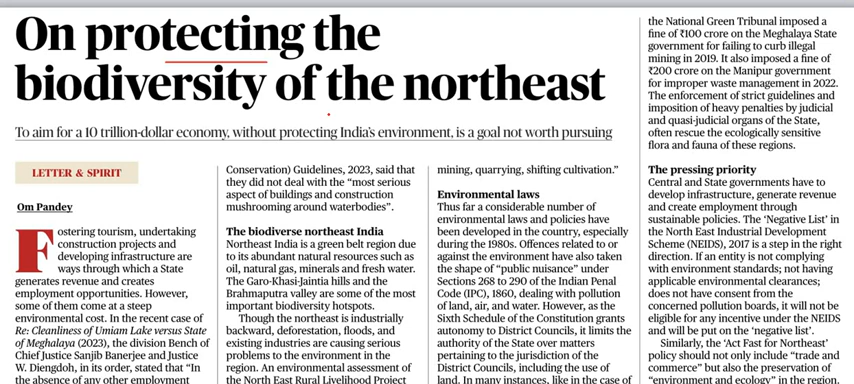 On protecting the
biodiversity of the northeast
To aim for a 10 trillion-dollar economy, without protecting India's environment, is a goal not worth pursuing
LETTER & SPIRIT
Om Pandey
Fostering tourism, undertaking
construction projects and
developing infrastructure are
ways through which a State
generates revenue and creates
employment opportunities. However,
some of them come at a steep
environmental cost. In the recent case of
Re: Cleanliness of Umiam Lake versus State
of Meghalaya (2023), the division Bench of
Chief Justice Sanjib Banerjee and Justice
W. Diengdoh, in its order, stated “In
the absence of any other employment
Conservation) Guidelines, 2023, said that
they did not deal with the “most serious
aspect of buildings and construction
mushrooming around waterbodies”.
The biodiverse northeast India
Northeast India is a green belt region due
to its abundant natural resources such as
oil, natural gas, minerals and fresh water.
The Garo-Khasi-Jaintia hills and the
Brahmaputra valley are some of the most
important biodiversity hotspots.
Though the northeast is industrially
backward, deforestation, floods, and
existing industries are causing serious
problems to the environment in the
region. An environmental assessment of
the North East Rural Livelihood Project
mining, quarrying, shifting cultivation.”
Environmental laws
Thus far a considerable number of
environmental laws and policies have
been developed in the country, especially
during the 1980s. Offences related to or
against the environment have also taken
the shape of “public nuisance” under
Sections 268 to 290 of the Indian Penal
Code (IPC), 1860, dealing with pollution
of land, air, and water. However, as the
Sixth Schedule of the Constitution grants
autonomy to District Councils, it limits the
authority of the State over matters
pertaining to the jurisdiction of the
District Councils, including the use of
land. In many instances, like in the case of
the National Green Tribunal imposed a
fine of ₹100 crore on the Meghalaya State
government for failing to curb illegal
mining in 2019. It also imposed a fine of
₹200 crore on the Manipur government
for improper waste management in 2022.
The enforcement of strict guidelines and
imposition of heavy penalties by judicial
and quasi-judicial organs of the State,
often rescue the ecologically sensitive
flora and fauna of these regions.
The pressing priority
Central and State governments have to
develop infrastructure, generate revenue
and create employment through
sustainable policies. The ‘Negative List’ in
the North East Industrial Development
Scheme (NEIDS), 2017 is a step in the right
direction. If an entity is not complying
with environment standards; not having
applicable environmental clearances;
does not have consent from the
concerned pollution boards, it will not be
eligible for any incentive under the NEIDS
and will be put on the ‘negative list’.
Similarly, the ‘Act Fast for Northeast’
policy should not only include “trade and
commerce” but also the preservation of
“environment and ecology” in the region.